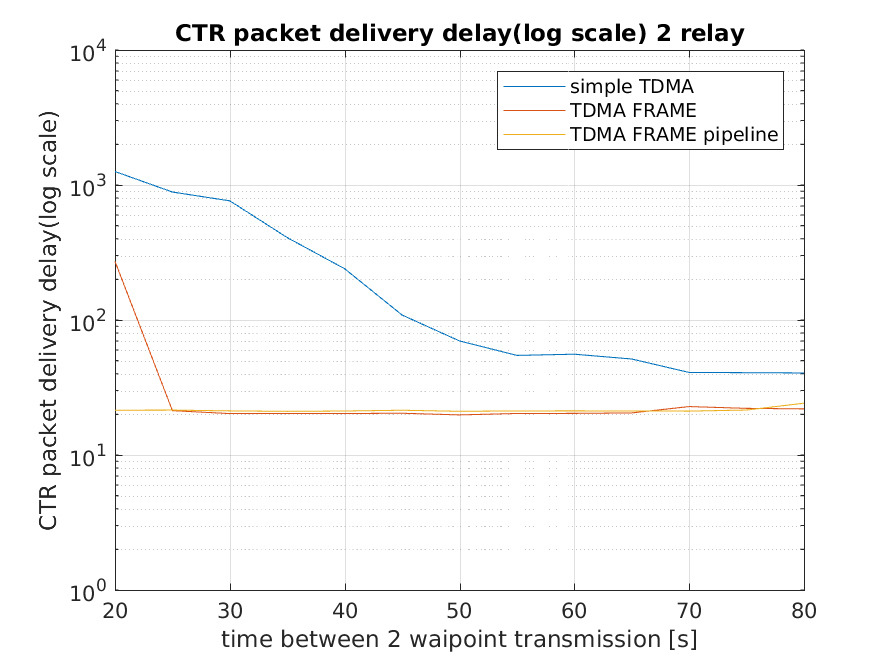 CTR packet delivery delay(log scale) 2 relay
CTR packet delivery delay(log scale)
10^4
10^3
10^2
10^1
10^0
simple TDMA
TDMA FRAME
TDMA FRAME pipeline
20 30 40 50 60 70 80
time between 2 waipoint transmission [s]